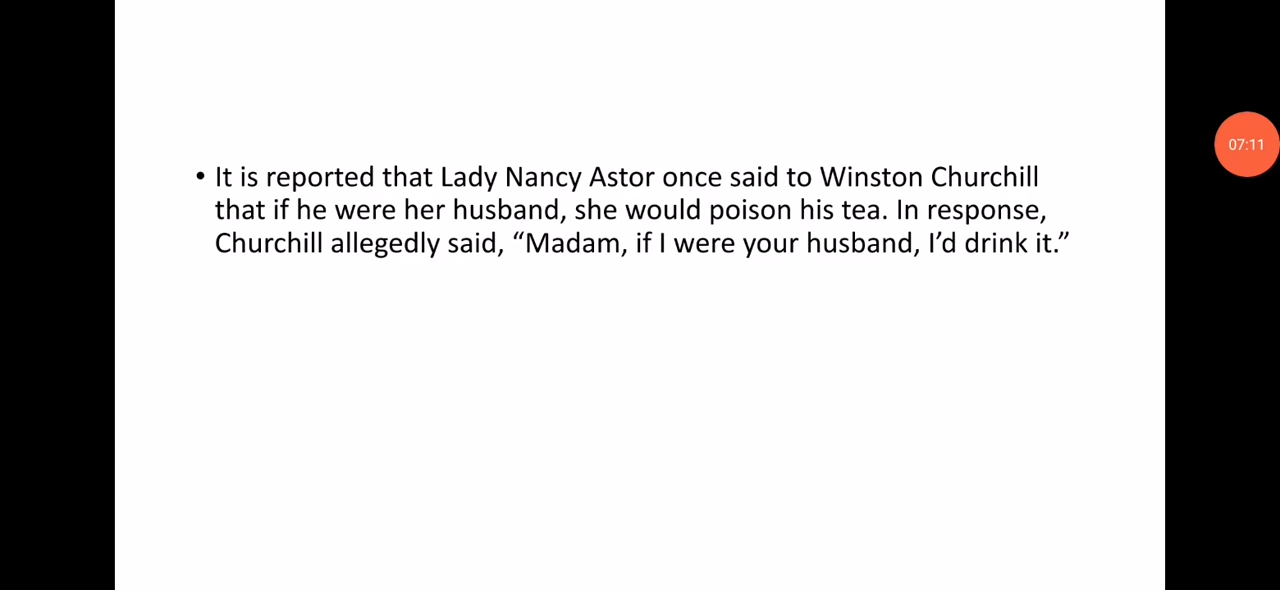 • It is reported that Lady Nancy Astor once said to Winston Churchill
that if he were her husband, she would poison his tea. In response,
Churchill allegedly said, “Madam, if I were your husband, I’d drink it.”
07:11